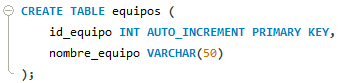 CREATE TABLE equipos (
    id_equipo INT AUTO_INCREMENT PRIMARY KEY,
    nombre_equipo VARCHAR(50)
);